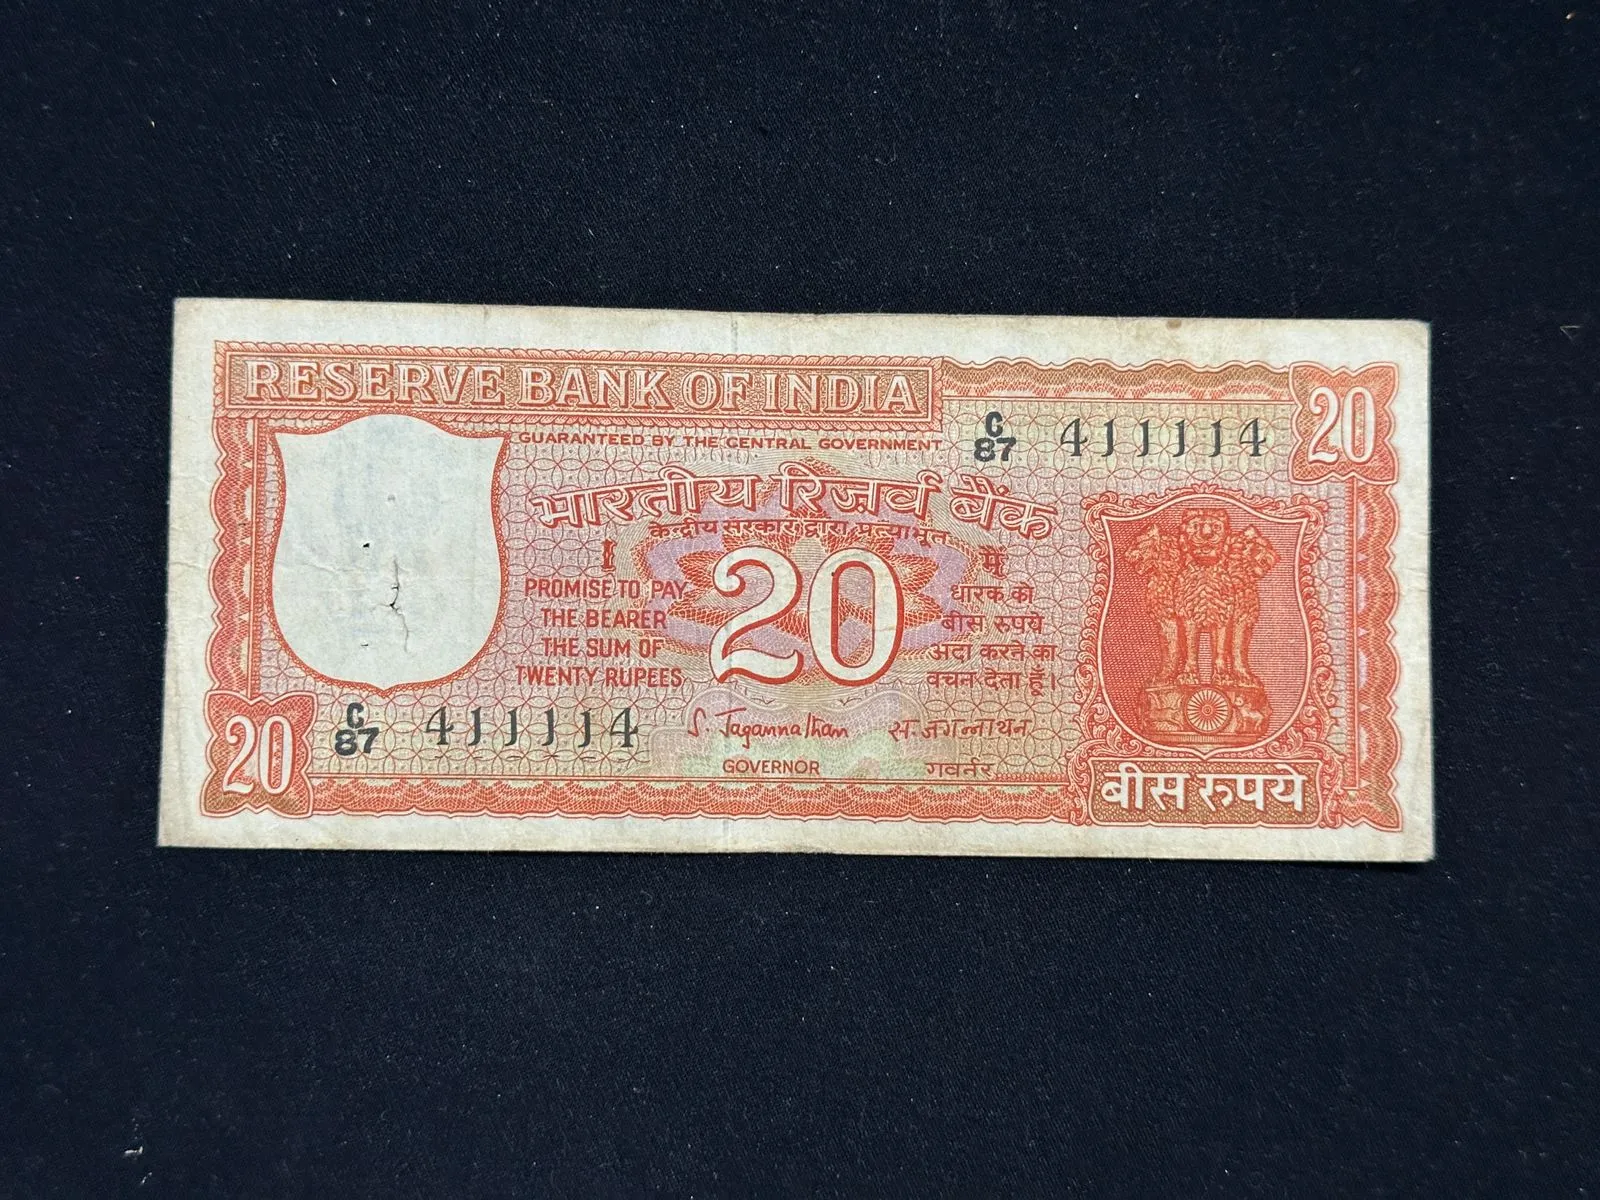 RESERVE BANK OF INDIA
20
GUARANTEED BY THE CENTRAL GOVERNMENT
C
87 411114
भारतीय रिज़र्व बैंक
केन्द्रीय सरकार द्वारा प्रत्याभूत
I
PROMISE TO PAY
THE BEARER
THE SUM OF
TWENTY RUPEES
20
मैं
धारक को
बीस रुपये
अदा करने का
वचन देता हूँ।
20
C
87 411114
S. Jagannathan
स. जगन्नाथन
GOVERNOR
गवर्नर
बीस रुपये